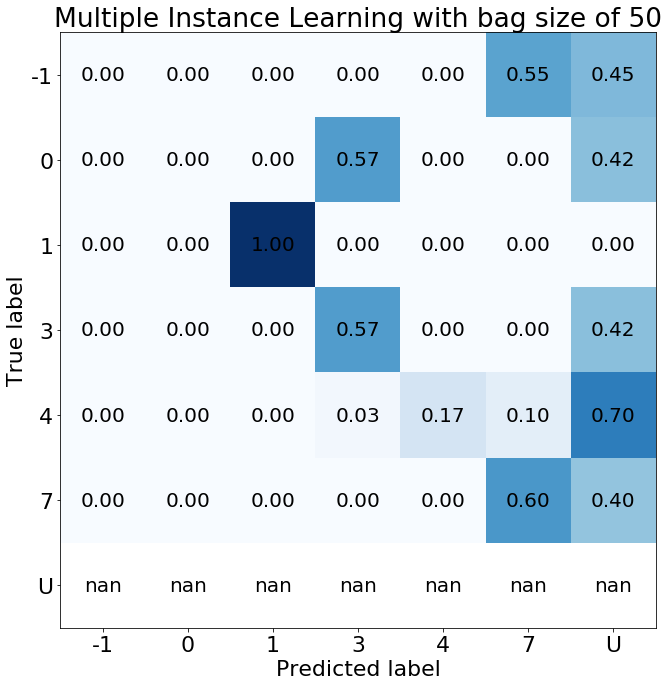 Multiple Instance Learning with bag size of 50
-1 0.00 0.00 0.00 0.00 0.00 0.55 0.45
0 0.00 0.00 0.00 0.57 0.00 0.00 0.42
1 0.00 0.00 1.00 0.00 0.00 0.00 0.00
3 0.00 0.00 0.00 0.57 0.00 0.00 0.42
4 0.00 0.00 0.00 0.03 0.17 0.10 0.70
7 0.00 0.00 0.00 0.00 0.00 0.60 0.40
U nan nan nan nan nan nan nan
-1 0 1 3 4 7 U
True label
Predicted label